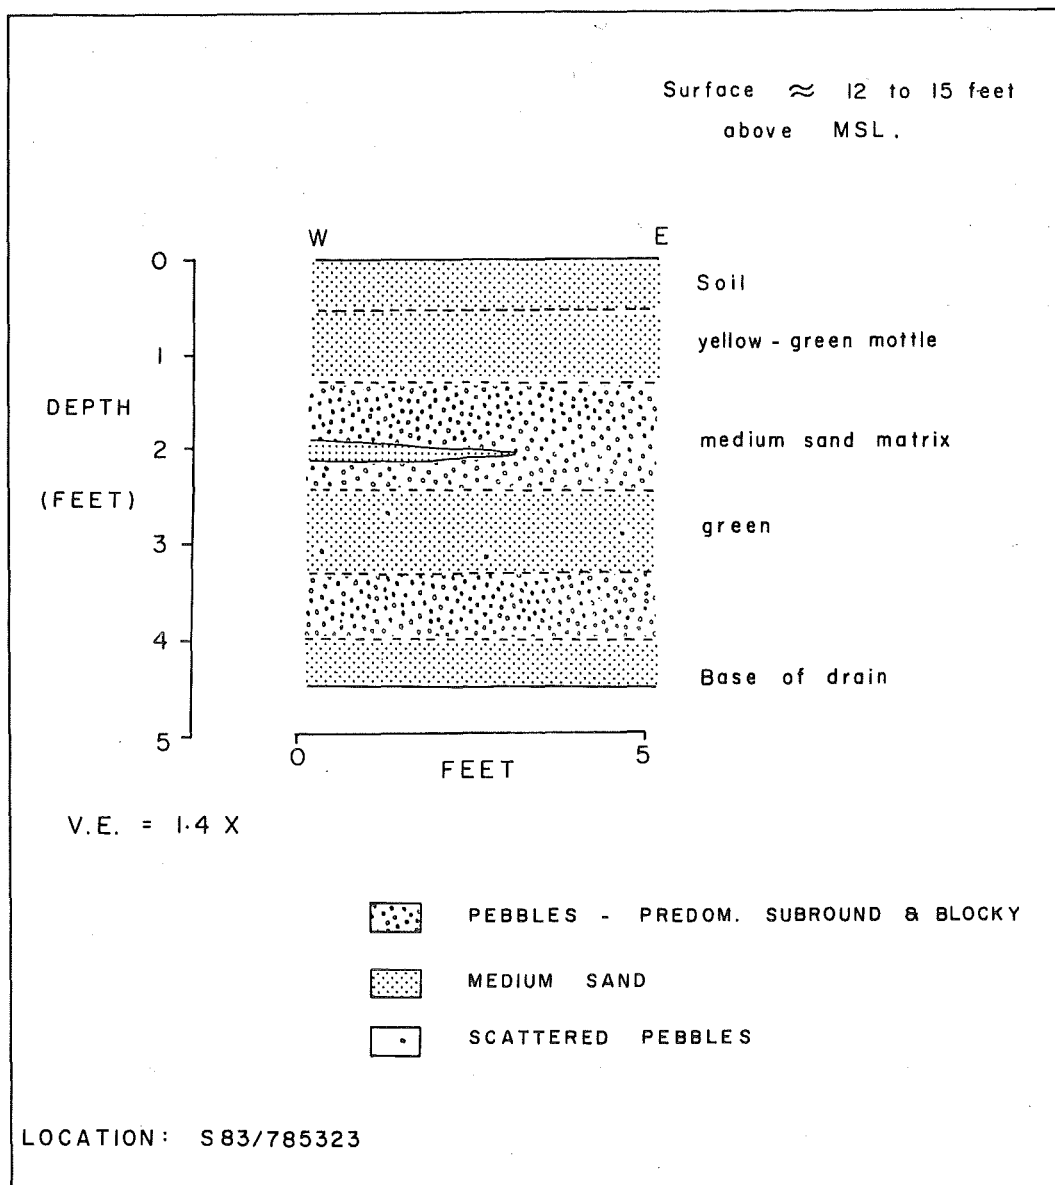 Surface ≈ 12 to 15 feet
above MSL.
W E
0
Soil
yellow - green mottle
1
DEPTH
medium sand matrix
2
(FEET)
green
3
4
Base of drain
5
0 5
FEET
V.E. = 1·4 X
PEBBLES - PREDOM. SUBROUND & BLOCKY
MEDIUM SAND
SCATTERED PEBBLES
LOCATION: S83/785323